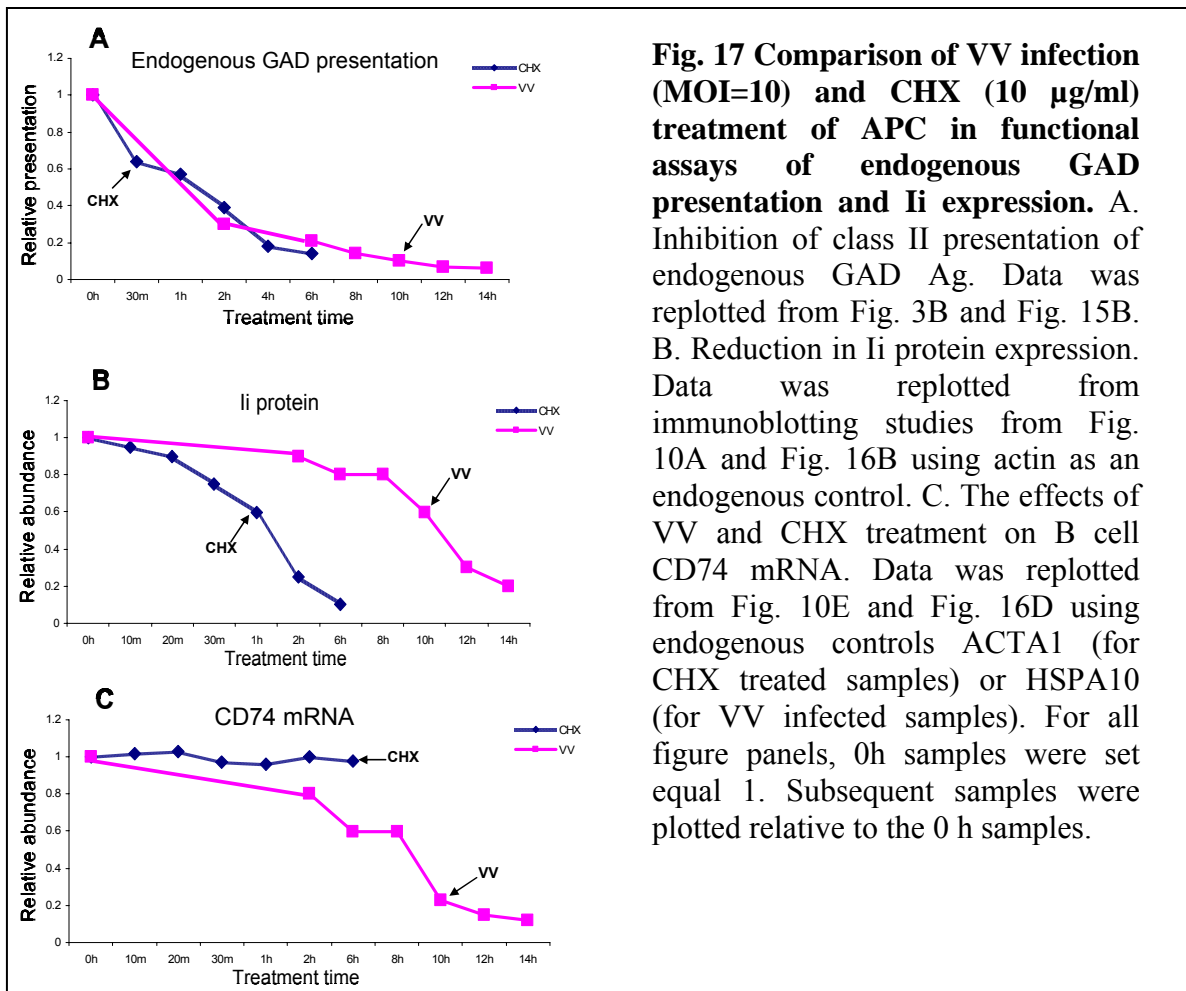 A
Endogenous GAD presentation
CHX
VV
1.2
1
0.8
0.6
0.4
0.2
0
Relative presentation
CHX
VV
0h 30m 1h 2h 4h 6h 8h 10h 12h 14h
Treatment time
B
Ii protein
CHX
VV
1.2
1
0.8
0.6
0.4
0.2
0
Relative abundance
VV
CHX
0h 10m 20m 30m 1h 2h 6h 8h 10h 12h 14h
Treatment time
C
CD74 mRNA
CHX
VV
1.2
1
0.8
0.6
0.4
0.2
0
Relative abundance
CHX
VV
0h 10m 20m 30m 1h 2h 6h 8h 10h 12h 14h
Treatment time
Fig. 17 Comparison of VV infection
(MOI=10) and CHX (10 µg/ml)
treatment of APC in functional
assays of endogenous GAD
presentation and Ii expression. A.
Inhibition of class II presentation of
endogenous GAD Ag. Data was
replotted from Fig. 3B and Fig. 15B.
B. Reduction in Ii protein expression.
Data was replotted from
immunoblotting studies from Fig.
10A and Fig. 16B using actin as an
endogenous control. C. The effects of
VV and CHX treatment on B cell
CD74 mRNA. Data was replotted
from Fig. 10E and Fig. 16D using
endogenous controls ACTA1 (for
CHX treated samples) or HSPA10
(for VV infected samples). For all
figure panels, 0h samples were set
equal 1. Subsequent samples were
plotted relative to the 0 h samples.